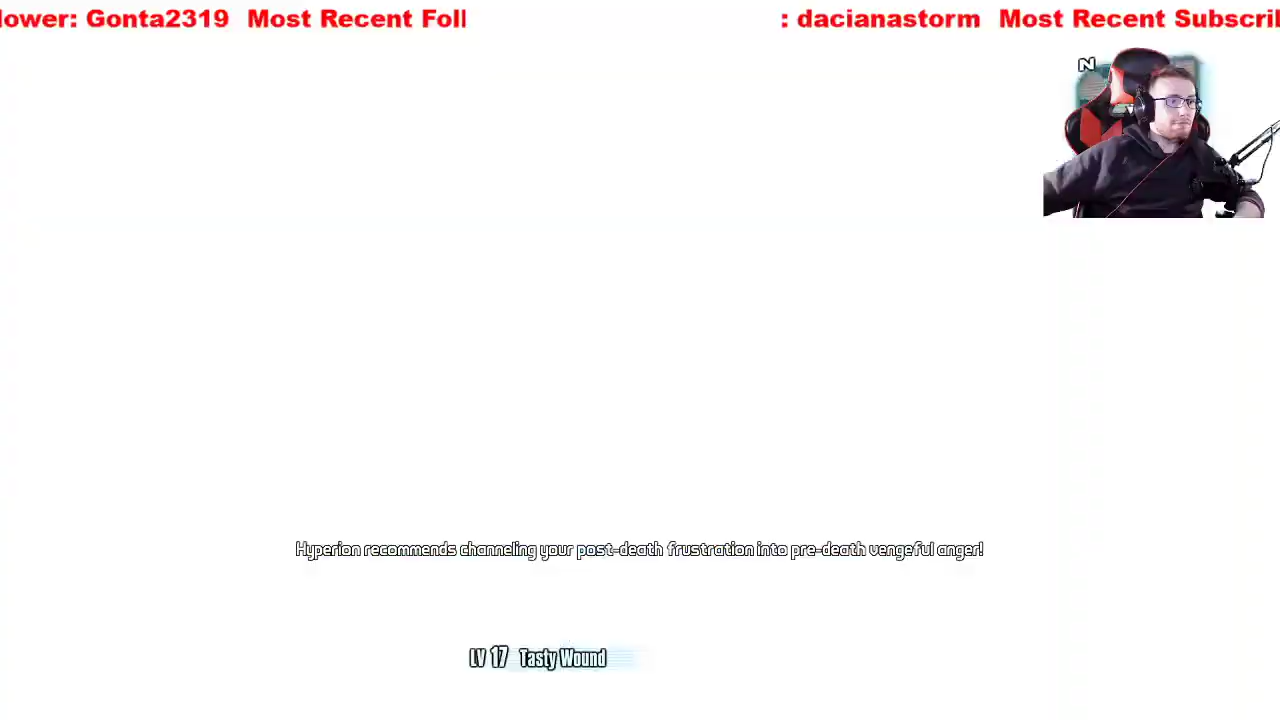 lower: Gonta2319 Most Recent Foll : dacianastorm Most Recent Subscri
N
Hyperion recommends channeling your post-death frustration into pre-death vengeful anger!
LV 17 Tasty Wound